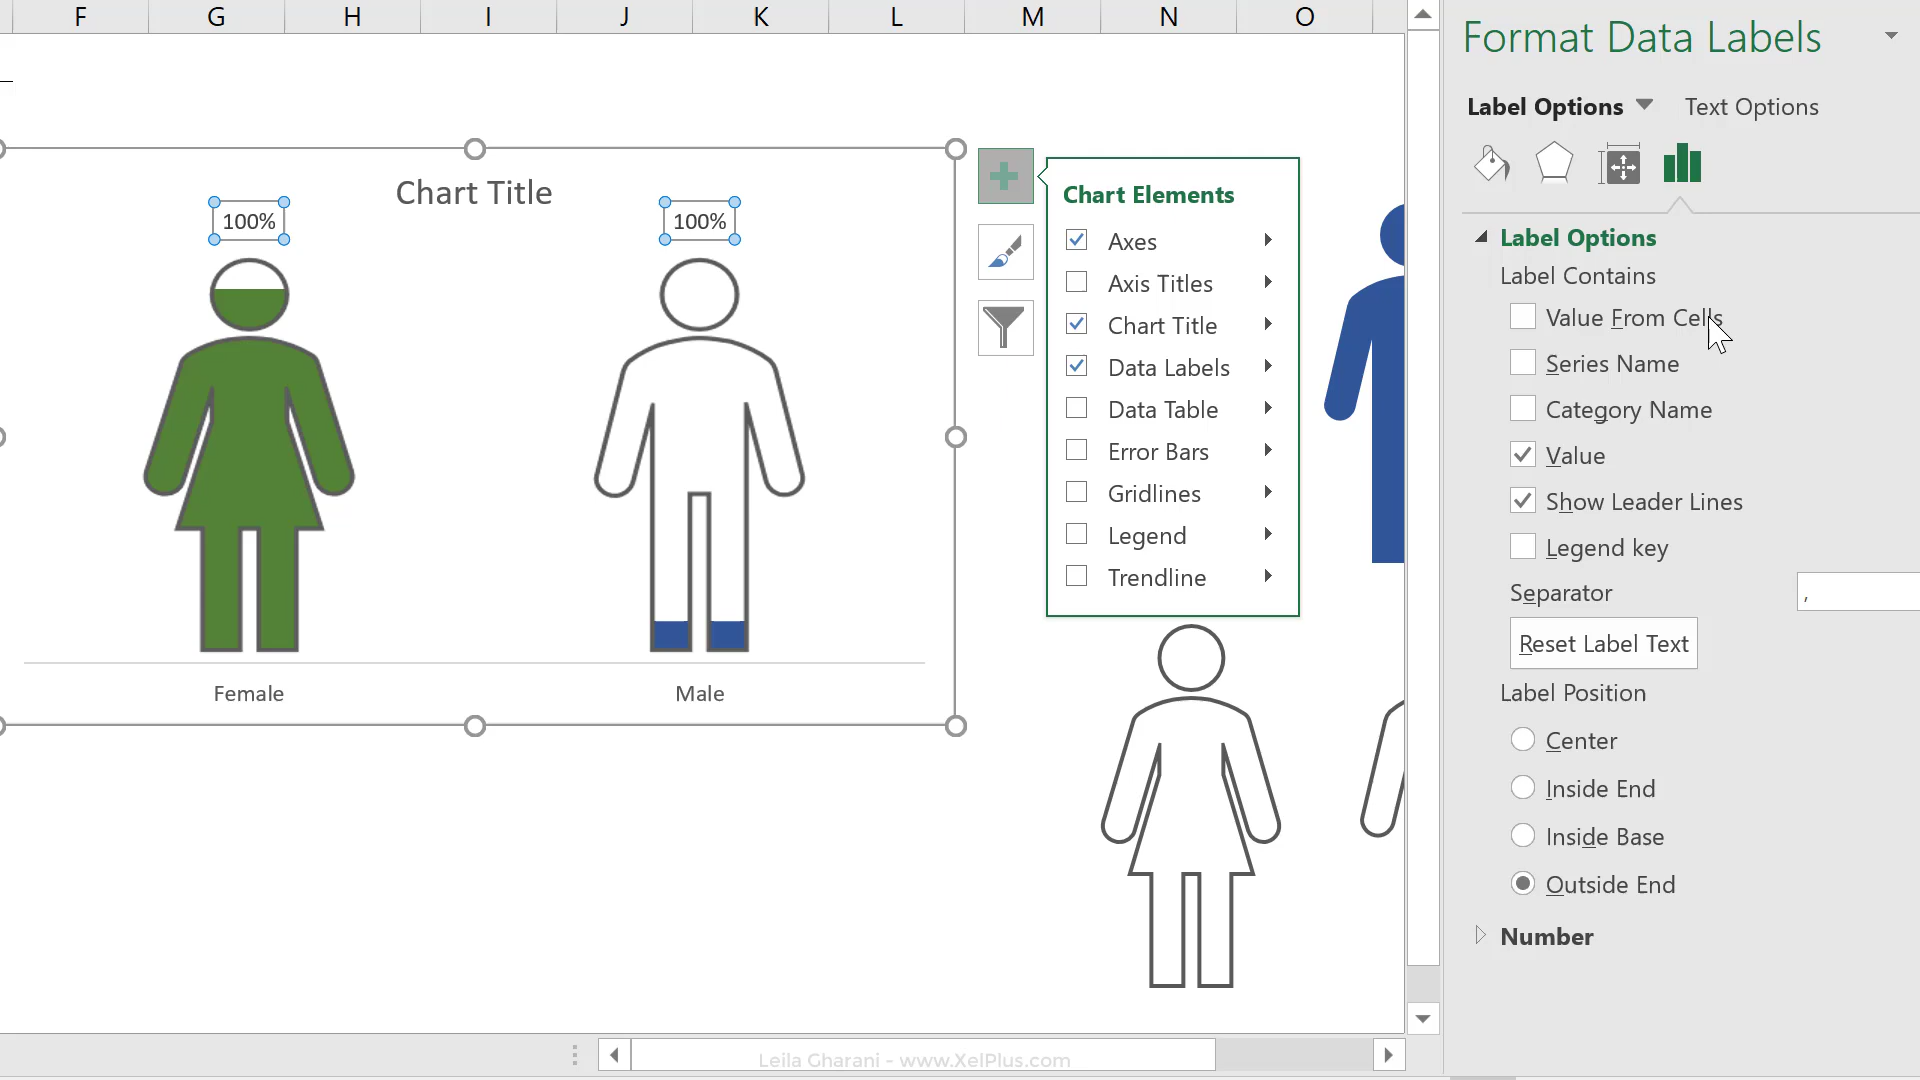 F G H I J K L M N O
Chart Title
100%
100%
Female
Male
Chart Elements
Axes
Axis Titles
Chart Title
Data Labels
Data Table
Error Bars
Gridlines
Legend
Trendline
Format Data Labels
Label Options Text Options
Label Options
Label Contains
Value From Cells
Series Name
Category Name
Value
Show Leader Lines
Legend key
Separator ,
Reset Label Text
Label Position
Center
Inside End
Inside Base
Outside End
Number
Leila Gharani - www.XelPlus.com